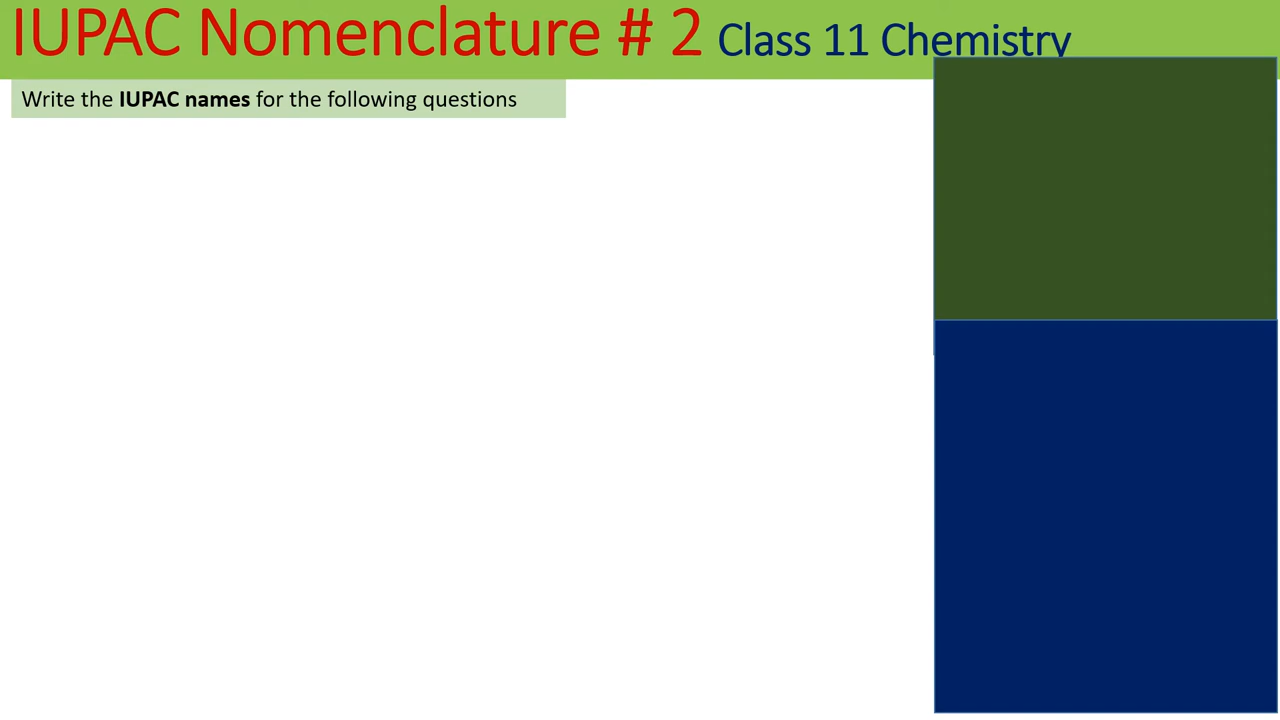 IUPAC Nomenclature # 2 Class 11 Chemistry
Write the IUPAC names for the following questions